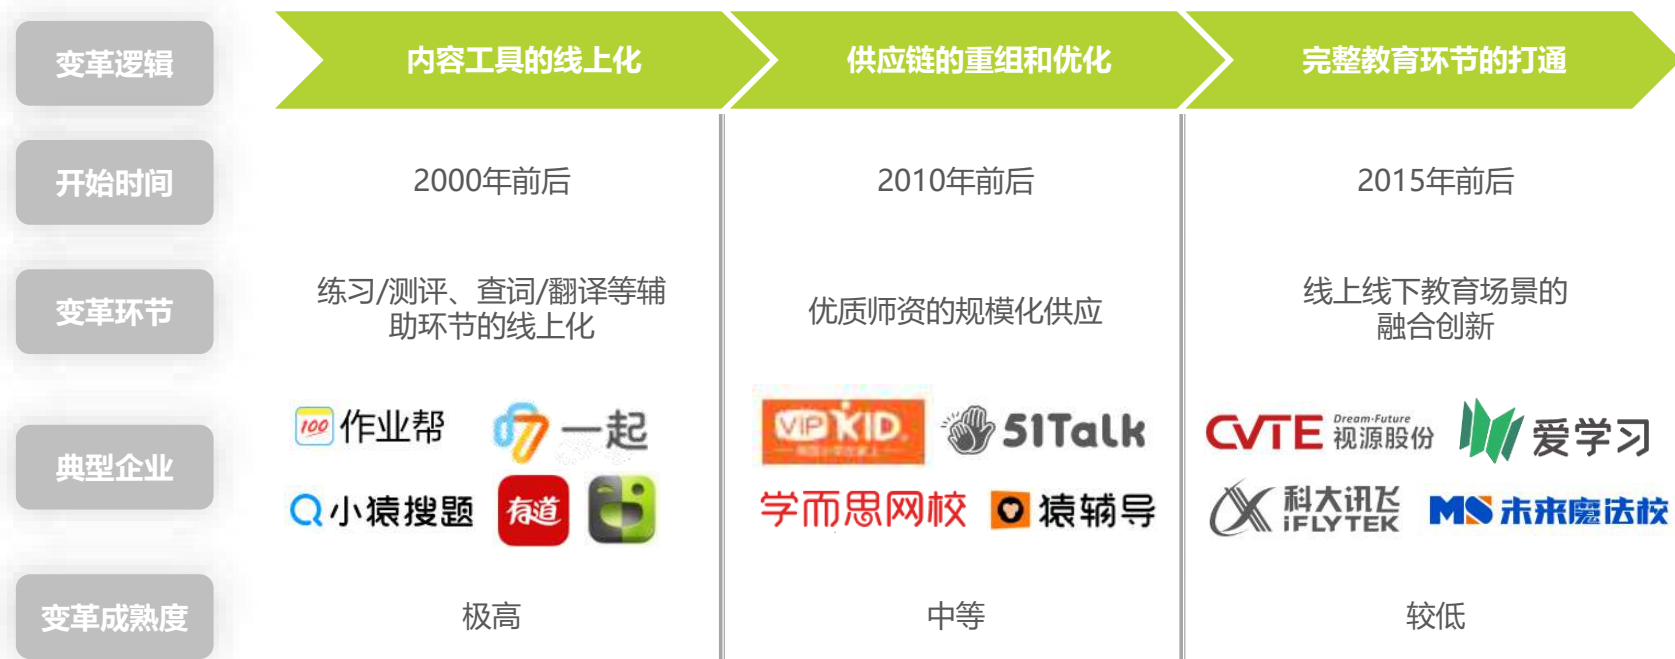 变革逻辑
内容工具的线上化
供应链的重组和优化
完整教育环节的打通
开始时间
2000年前后
2010年前后
2015年前后
变革环节
练习/测评、查词/翻译等辅
助环节的线上化
优质师资的规模化供应
线上线下教育场景的
融合创新
典型企业
100 作业帮
17 一起
小猿搜题
有道
VIPKID
51Talk
学而思网校
猿辅导
CVTE Dream·Future
视源股份
爱学习
科大讯飞
iFLYTEK
MS 未来魔法校
变革成熟度
极高
中等
较低